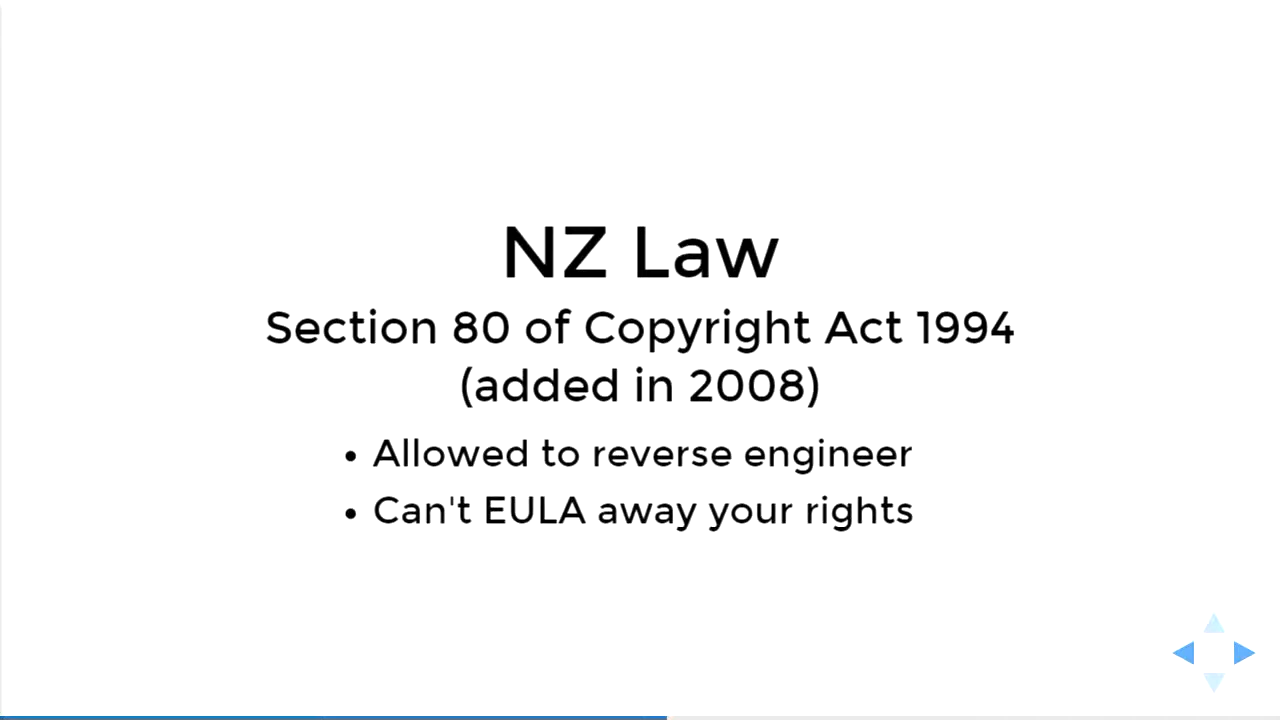 NZ Law
Section 80 of Copyright Act 1994
(added in 2008)
• Allowed to reverse engineer
• Can't EULA away your rights